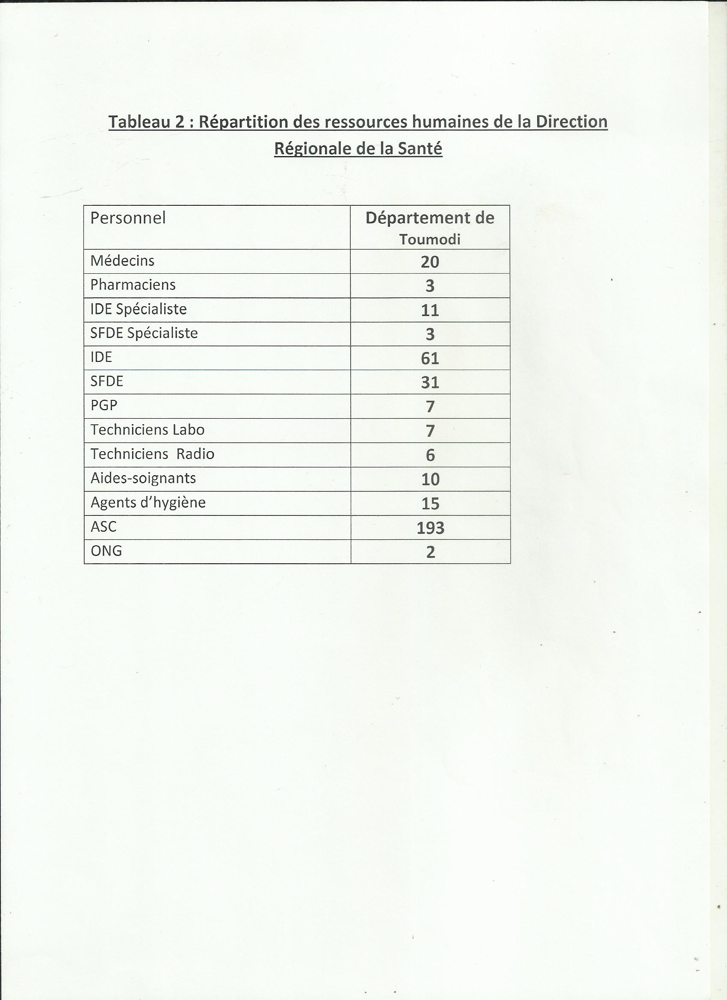 Tableau 2 : Répartition des ressources humaines de la Direction
Régionale de la Santé
Personnel Département de
Toumodi
Médecins 20
Pharmaciens 3
IDE Spécialiste 11
SFDE Spécialiste 3
IDE 61
SFDE 31
PGP 7
Techniciens Labo 7
Techniciens Radio 6
Aides-soignants 10
Agents d’hygiène 15
ASC 193
ONG 2